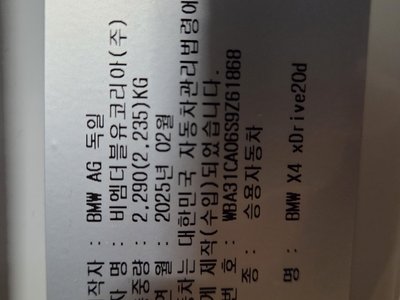 작자 : BMW AG 독일
자명 : 비엠더블유코리아(주)
중량 : 2,290(2,235)KG
연월 : 2025년 02월
동차는 대한민국 자동차관리법령에
게 제작(수입)되었습니다.
번호 : WBA31CA06S9Z61868
종 : 승용자동차
명 : BMW X4 xDrive20d